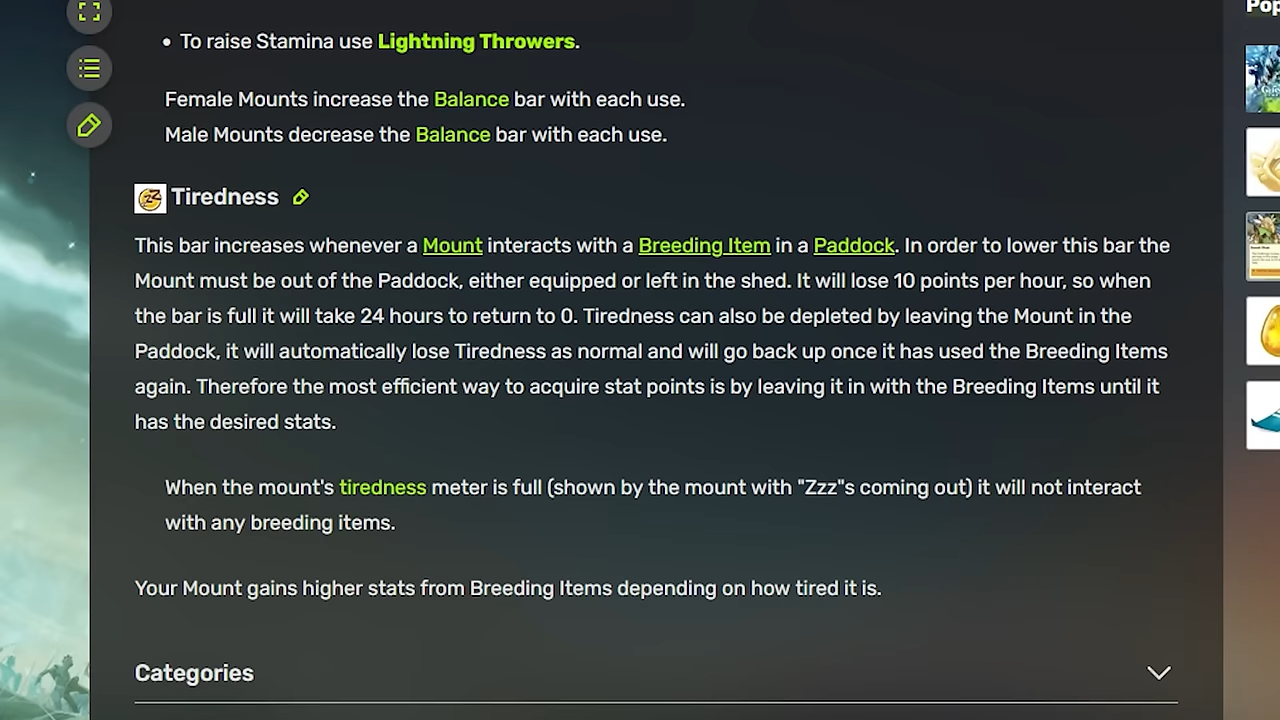 • To raise Stamina use Lightning Throwers.
Female Mounts increase the Balance bar with each use.
Male Mounts decrease the Balance bar with each use.
Tiredness
This bar increases whenever a Mount interacts with a Breeding Item in a Paddock. In order to lower this bar the
Mount must be out of the Paddock, either equipped or left in the shed. It will lose 10 points per hour, so when
the bar is full it will take 24 hours to return to 0. Tiredness can also be depleted by leaving the Mount in the
Paddock, it will automatically lose Tiredness as normal and will go back up once it has used the Breeding Items
again. Therefore the most efficient way to acquire stat points is by leaving it in with the Breeding Items until it
has the desired stats.
When the mount's tiredness meter is full (shown by the mount with "Zzz"s coming out) it will not interact
with any breeding items.
Your Mount gains higher stats from Breeding Items depending on how tired it is.
Categories